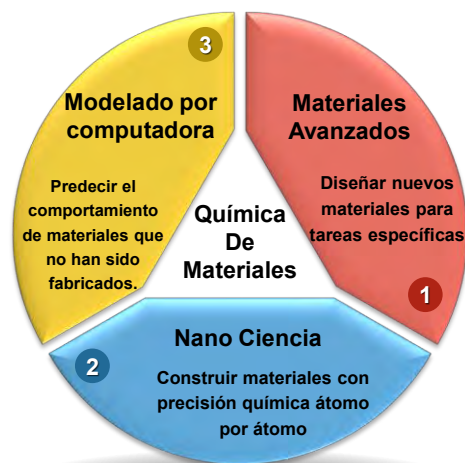 3
Modelado por
computadora
Predecir el
comportamiento
de materiales que
no han sido
fabricados.
Materiales
Avanzados
Diseñar nuevos
materiales para
tareas específicas
1
Química
De
Materiales
Nano Ciencia
2
Construir materiales con
precisión química átomo
por átomo